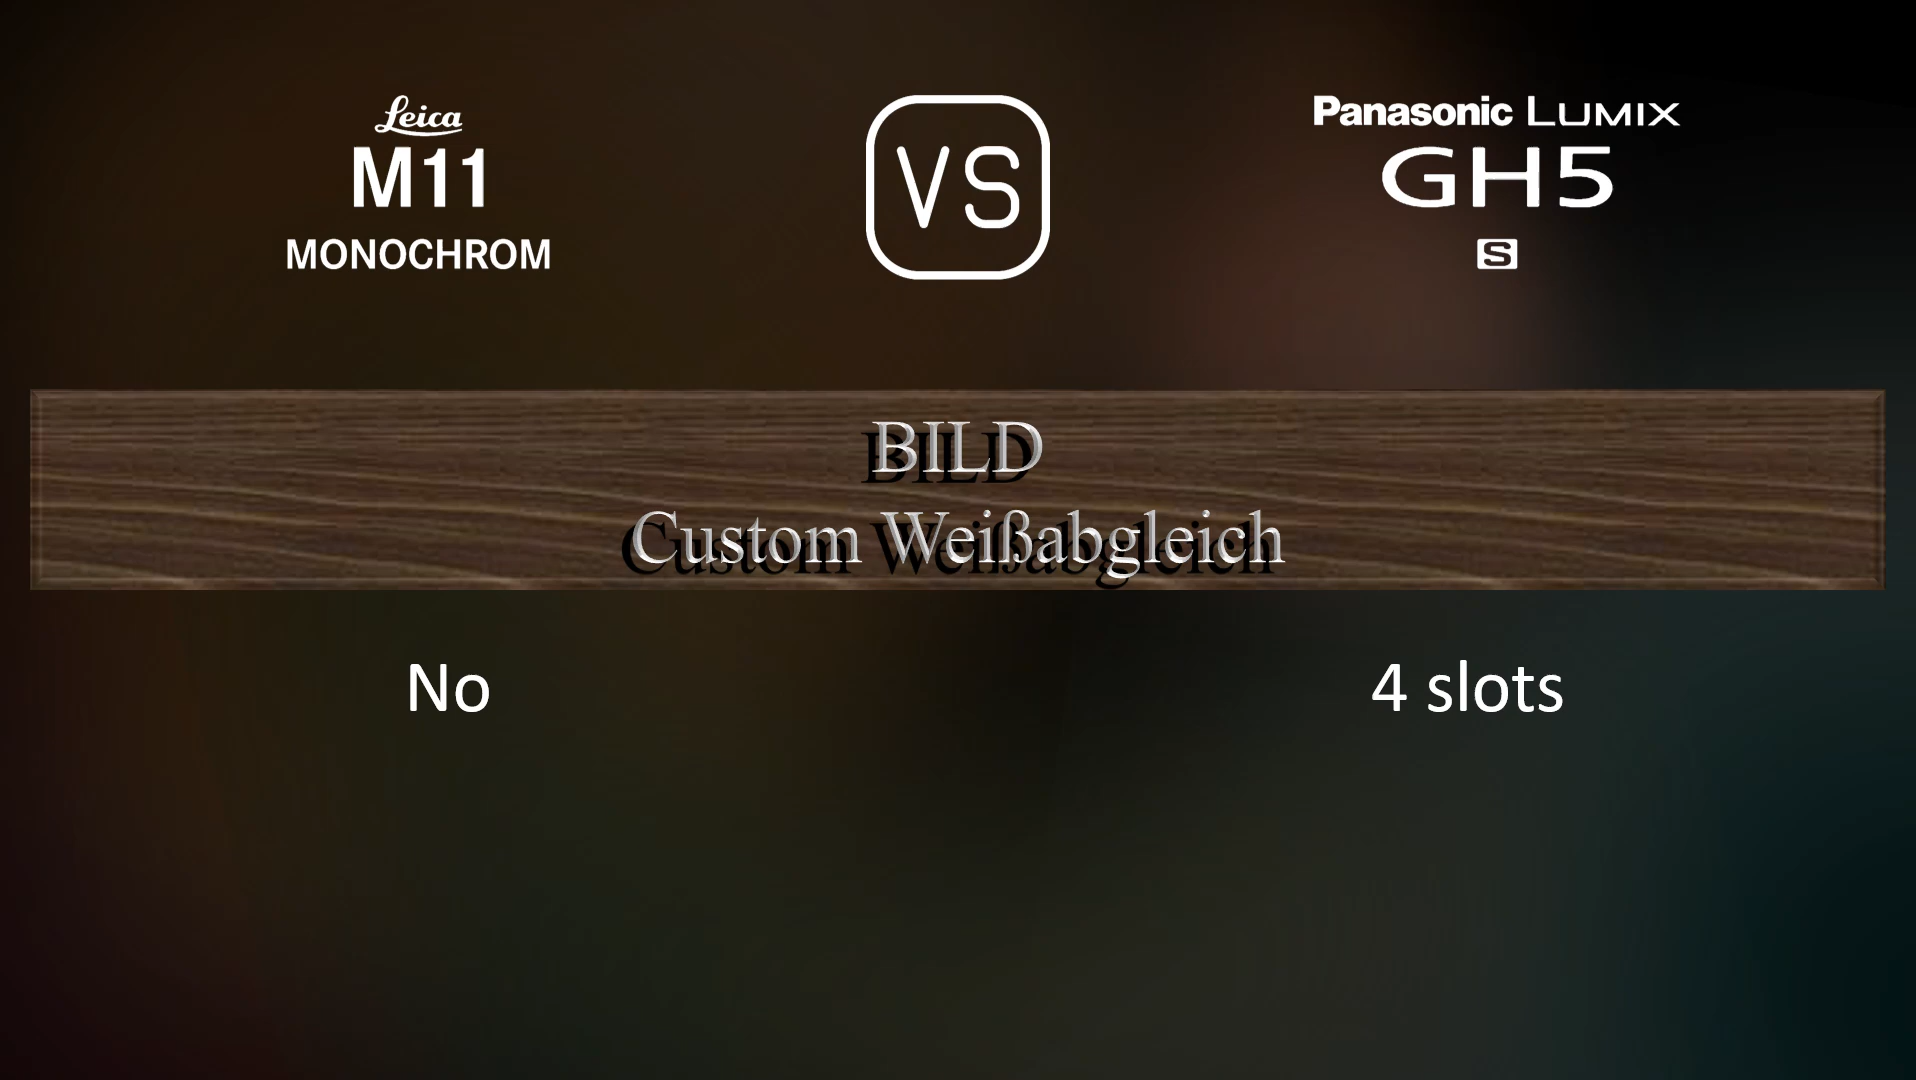 Leica
M11
MONOCHROM
VS
Panasonic LUMIX
GH5
S
BILD
Custom Weißabgleich
No
4 slots